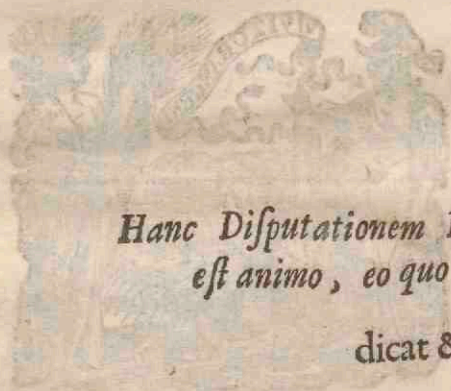 Hanc Diſputationem
eſt animo, eo quo
dicat &